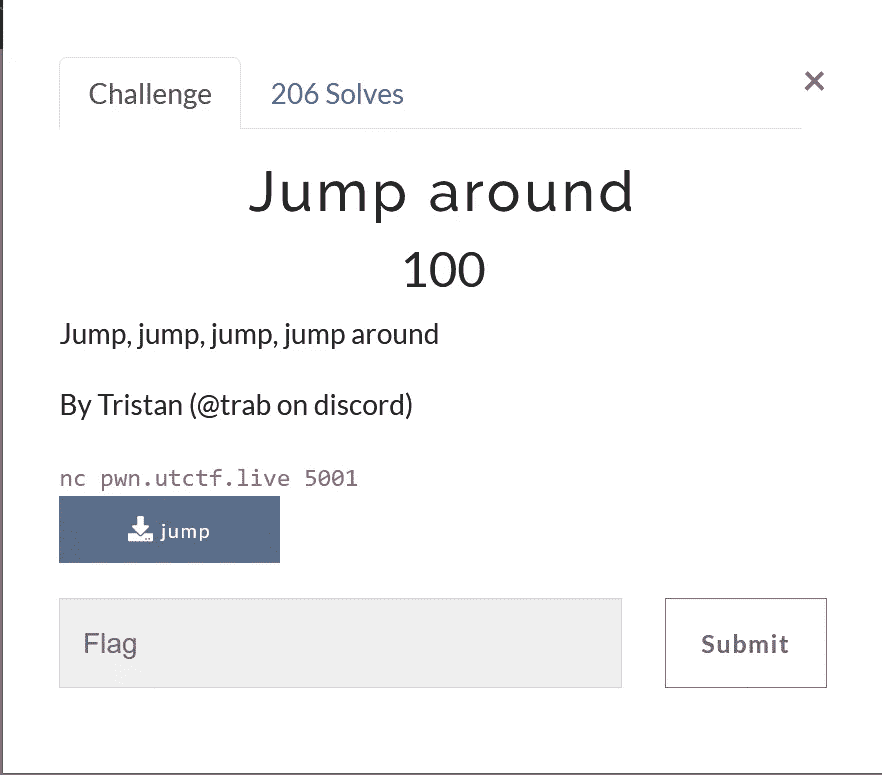 Challenge
206 Solves
×
Jump around
100
Jump, jump, jump, jump around
By Tristan (@trab on discord)
nc pwn.utctf.live 5001
jump
Flag
Submit